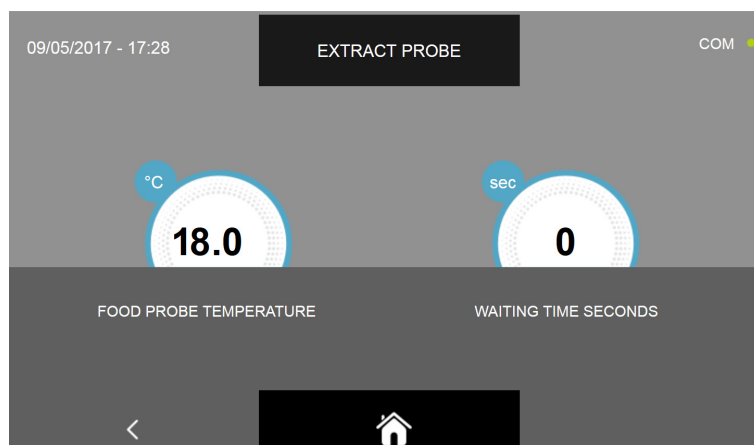 09/05/2017 - 17:28
EXTRACT PROBE
COM
°C
sec
18.0
0
FOOD PROBE TEMPERATURE
WAITING TIME SECONDS